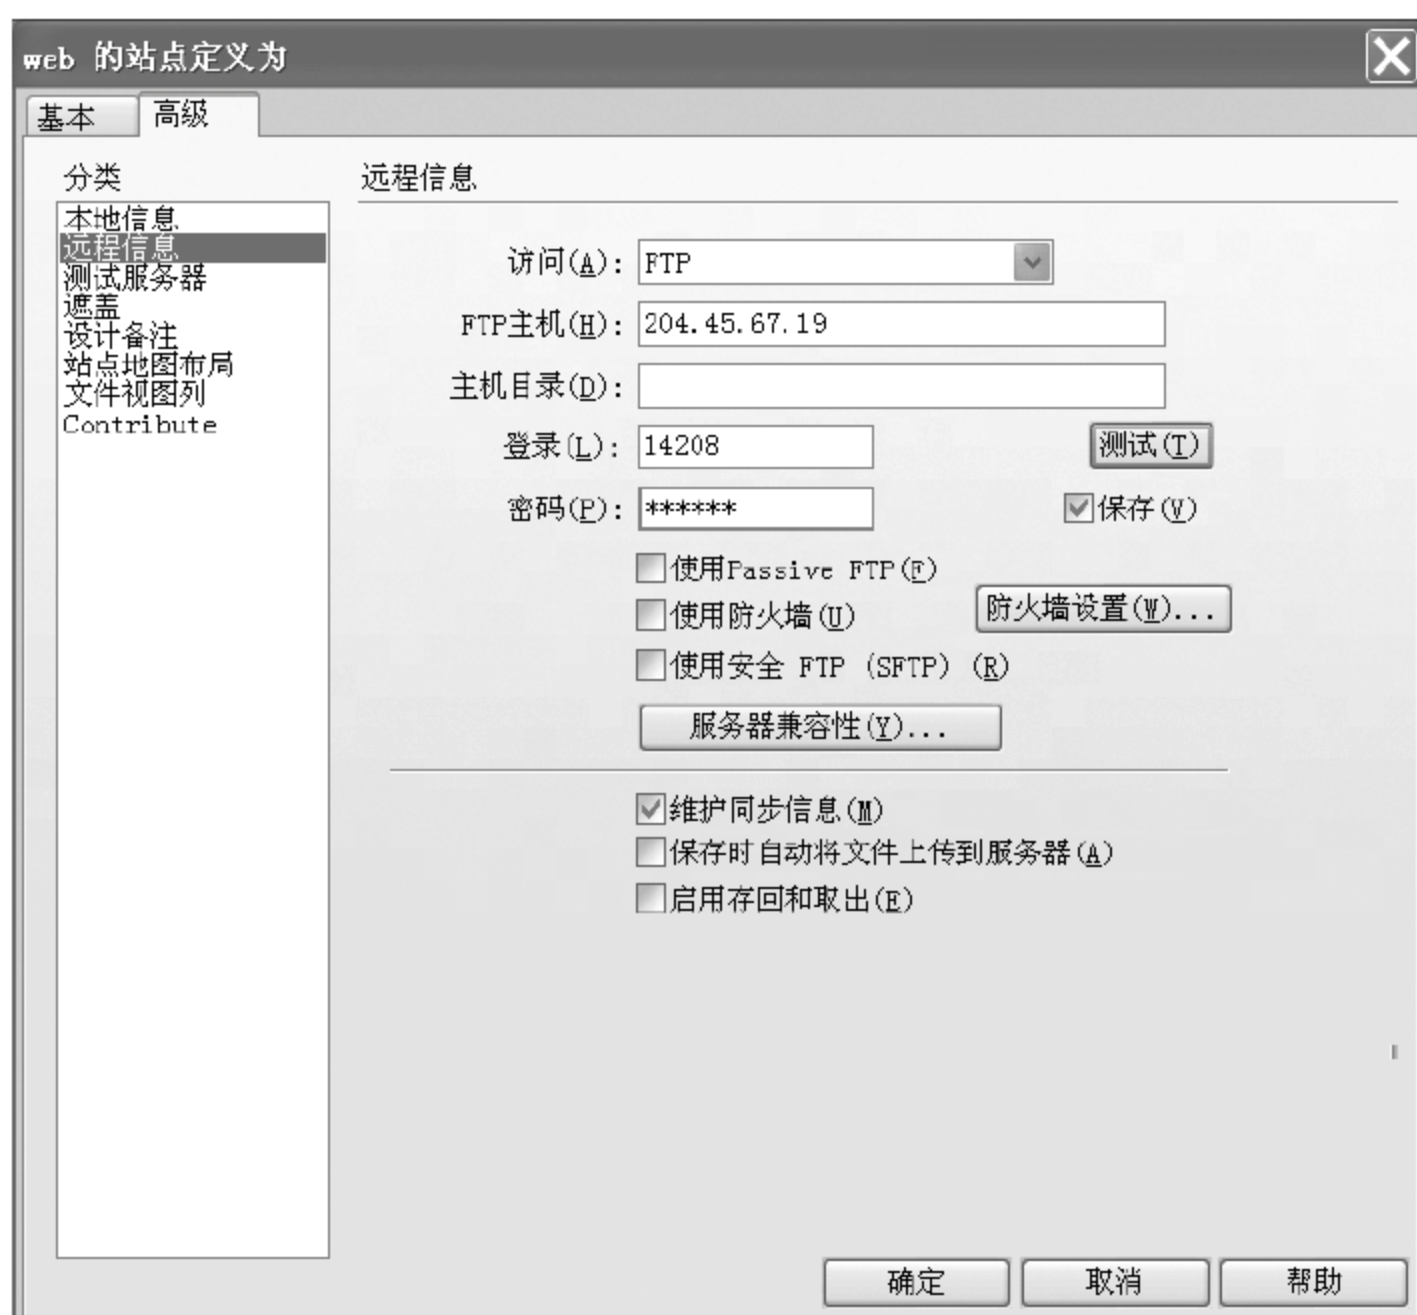 web 的站点定义为
基本 高级
分类
本地信息
远程信息
测试服务器
遮盖
设计备注
站点地图布局
文件视图列
Contribute
远程信息
访问(A): FTP
FTP主机(H): 204.45.67.19
主机目录(D):
登录(L): 14208 测试(T)
密码(P): ****** 保存(V)
使用Passive FTP(F)
使用防火墙(U) 防火墙设置(W)...
使用安全 FTP (SFTP) (R)
服务器兼容性(Y)...
维护同步信息(M)
保存时自动将文件上传到服务器(A)
启用存回和取出(E)
确定 取消 帮助